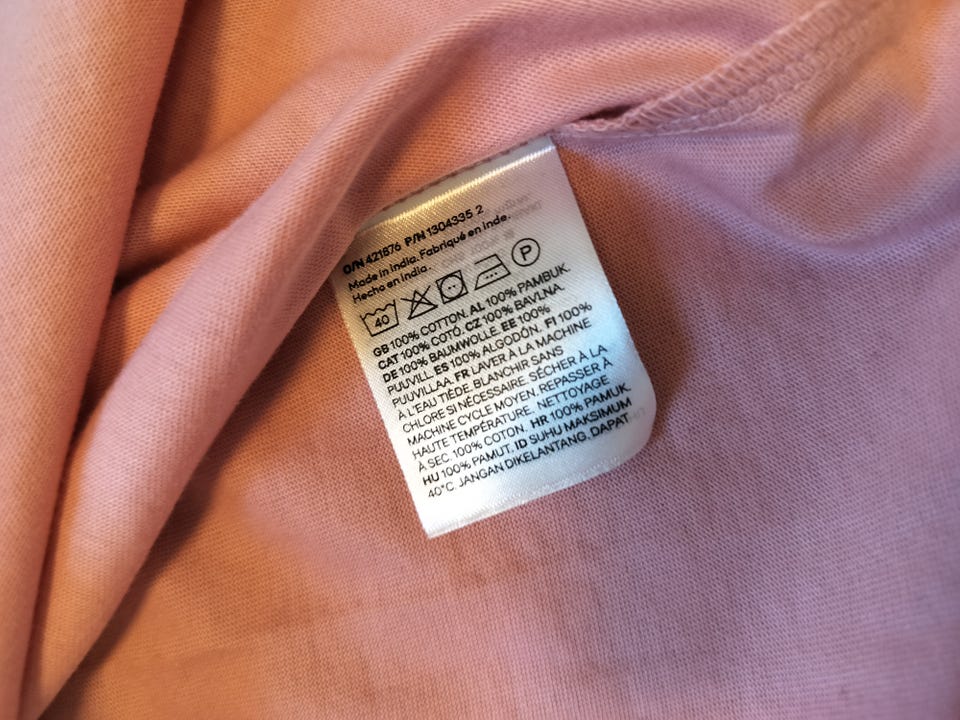 O/N 421876 P/N 1304335 2
Made in India. Fabriqué en Inde.
Hecho en India.
40 P
GB 100% COTTON. AL 100% PAMBUK.
CAT 100% COTÓ. CZ 100% BAVLNA.
DE 100% BAUMWOLLE. EE 100%
PUUVILL. ES 100% ALGODÓN. FI 100%
PUUVILLAA. FR LAVER À LA MACHINE
À L'EAU TIÈDE. BLANCHIR SANS
CHLORE SI NÉCESSAIRE. SÉCHER À LA
MACHINE CYCLE MOYEN. REPASSER À
HAUTE TEMPÉRATURE. NETTOYAGE
À SEC. 100% COTON. HR 100% PAMUK.
HU 100% PAMUT. ID SUHU MAKSIMUM
40°C. JANGAN DIKELANTANG. DAPAT